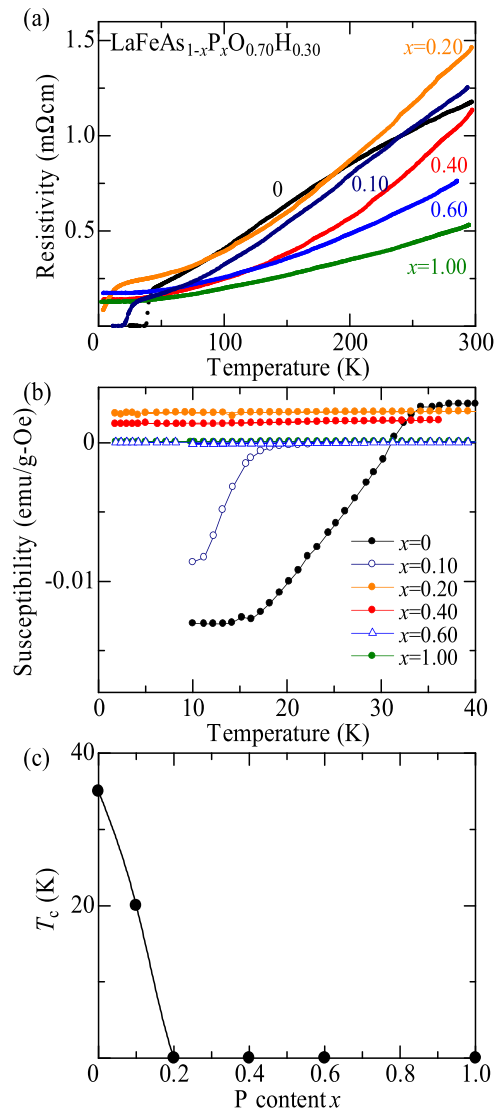 (a)
LaFeAs1-xPxO0.70H0.30
x=0.20
0
0.10
0.40
0.60
x=1.00
Resistivity (mΩcm)
1.5
1.0
0.5
0 100 200 300
Temperature (K)
(b)
Susceptibility (emu/g-Oe)
0
-0.01
x=0
x=0.10
x=0.20
x=0.40
x=0.60
x=1.00
0 10 20 30 40
Temperature (K)
(c)
Tc (K)
40
20
0
0 0.2 0.4 0.6 0.8 1.0
P content x